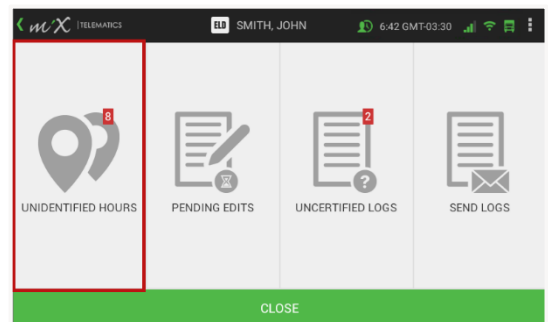 MiX TELEMATICS ELD SMITH, JOHN 6:42 GMT-03:30
8
2
?
UNIDENTIFIED HOURS PENDING EDITS UNCERTIFIED LOGS SEND LOGS
CLOSE